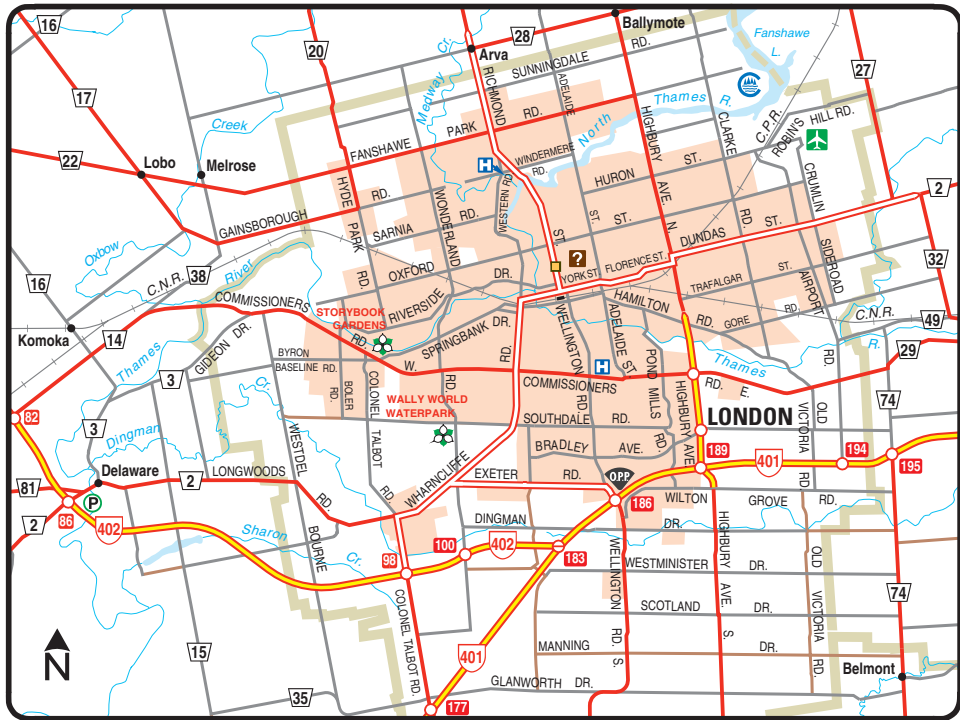 16
20
28
Ballymote
Fanshawe
L.
27
Arva
RD.
SUNNINGDALE
Medway
Cr.
RICHMOND
ADELAIDE
17
Creek
22
Lobo
Melrose
FANSHAWE
PARK
RD.
North
Thames
R.
HIGHBURY
AVE.
N.
CLARKE
RD.
C.P.R.
ROBIN'S
HILL RD.
CRUMLIN
SIDEROAD
2
H
WINDERMERE
RD.
WESTERN RD.
HURON
ST.
HYDE
PARK
RD.
GAINSBOROUGH
RD.
WONDERLAND
RD.
SARNIA
RD.
ST.
ST.
ST.
DUNDAS
ST.
Oxbow
16
C.N.R.
38
River
OXFORD
DR.
?
YORK ST.
FLORENCE ST.
TRAFALGAR
ST.
32
COMMISSIONERS
RD.
W.
STORYBOOK
GARDENS
RIVERSIDE
SPRINGBANK
DR.
HAMILTON
RD.
GORE
RD.
AIRPORT
RD.
C.N.R.
49
Komoka
14
GIDEON DR.
Thames
WELLINGTON
RD.
ADELAIDE
ST.
H
POND MILLS
RD.
Thames
R.
29
3
BYRON
BASELINE RD.
BOLER
RD.
COLONEL
TALBOT
RD.
COMMISSIONERS
RD.
E.
82
3
Dingman
Cr.
WALLY WORLD
WATERPARK
SOUTHDALE
RD.
HIGHBURY
AVE.
LONDON
OLD
VICTORIA
RD.
74
WESTDEL
BOURNE
BRADLEY
AVE.
189
401
194
195
Delaware
81
2
LONGWOODS
RD.
WHARNCLIFFE
RD.
EXETER
RD.
O.P.P.
186
WILTON
GROVE
RD.
P
2
86
402
Sharon
Cr.
DINGMAN
DR.
98
100
402
183
WELLINGTON
RD.
S.
HIGHBURY
AVE.
S.
WESTMINISTER
DR.
OLD
VICTORIA
RD.
74
SCOTLAND
DR.
COLONEL TALBOT RD.
MANNING
DR.
N
15
401
Belmont
35
GLANWORTH
DR.
177